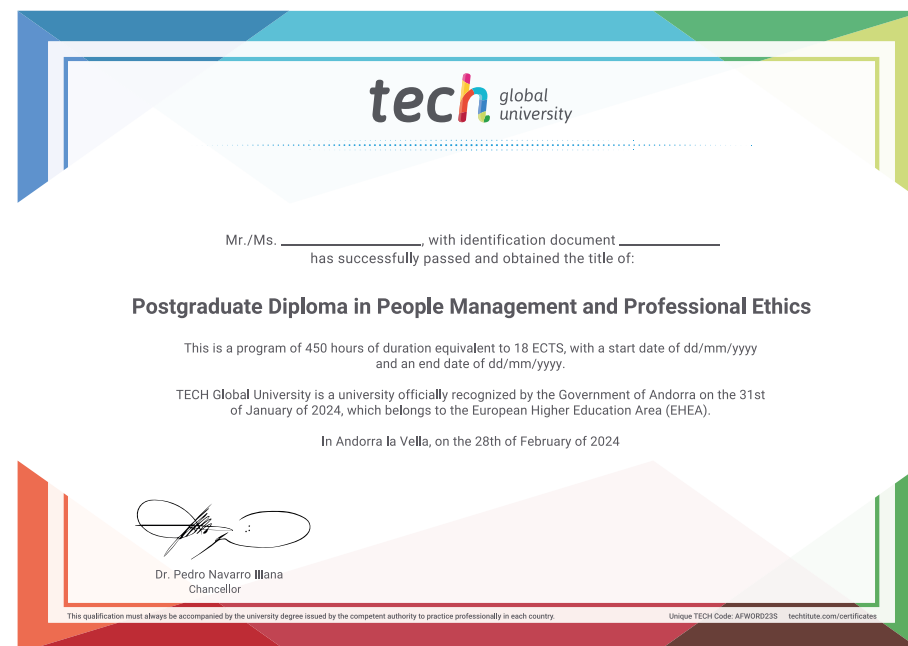 tech global
university
Mr./Ms. ____________, with identification document ____________
has successfully passed and obtained the title of:
Postgraduate Diploma in People Management and Professional Ethics
This is a program of 450 hours of duration equivalent to 18 ECTS, with a start date of dd/mm/yyyy
and an end date of dd/mm/yyyy.
TECH Global University is a university officially recognized by the Government of Andorra on the 31st
of January of 2024, which belongs to the European Higher Education Area (EHEA).
In Andorra la Vella, on the 28th of February of 2024
Dr. Pedro Navarro Illana
Chancellor
This qualification must always be accompanied by the university degree issued by the competent authority to practice professionally in each country. Unique TECH Code: AFWORD23S techtitute.com/certificates